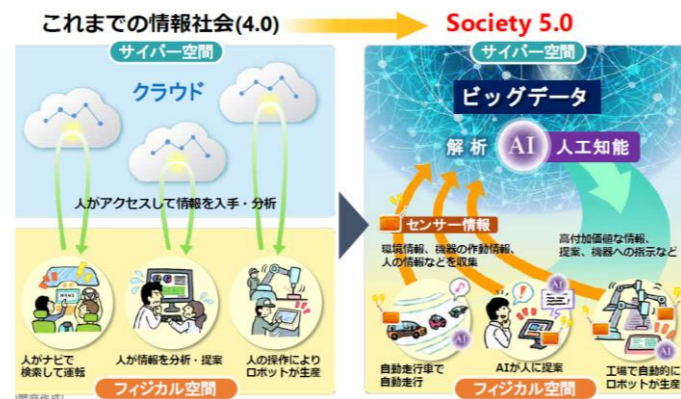 これまでの情報社会(4.0)
Society 5.0
サイバー空間
クラウド
人がアクセスして情報を入手・分析
人がナビで
検索して運転
人が情報を分析・提案
人の操作により
ロボットが生産
フィジカル空間
サイバー空間
ビッグデータ
解析 AI 人工知能
センサー情報
環境情報、機器の作動情報、
人の情報などを収集
高付加価値な情報、
提案、機器への指示など
AI
AI
AI
自動走行車で
自動走行
AIが人に提案
工場で自動的に
ロボットが生産
フィジカル空間